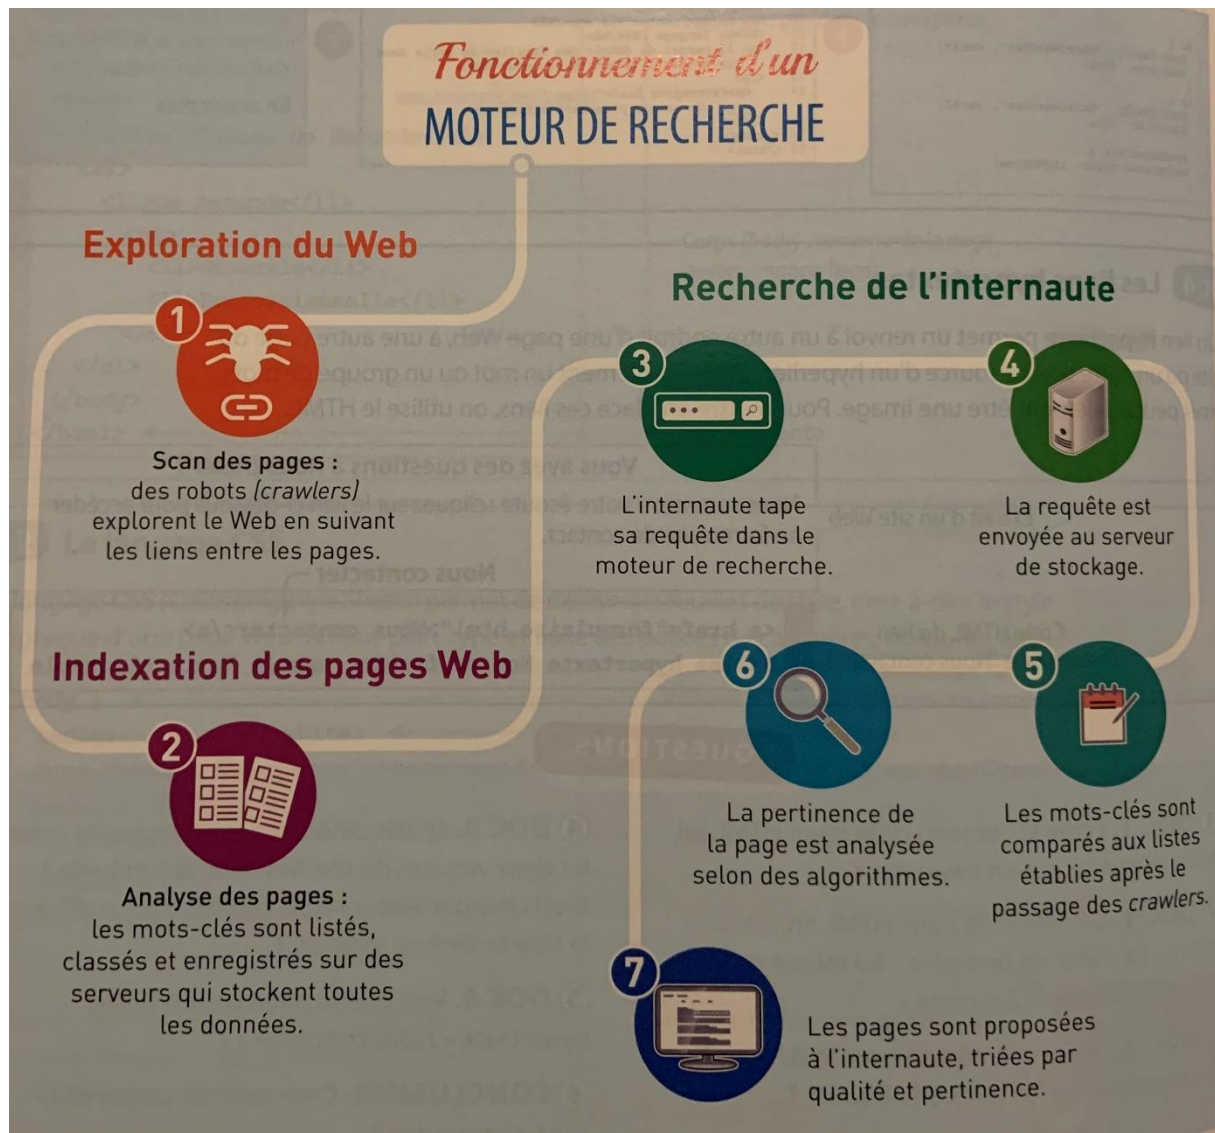 Fonctionnement d'un
MOTEUR DE RECHERCHE
Exploration du Web
1
Scan des pages :
des robots (crawlers)
explorent le Web en suivant
les liens entre les pages.
Indexation des pages Web
2
Analyse des pages :
les mots-clés sont listés,
classés et enregistrés sur des
serveurs qui stockent toutes
les données.
Recherche de l'internaute
3
L'internaute tape
sa requête dans le
moteur de recherche.
4
La requête est
envoyée au serveur
de stockage.
5
Les mots-clés sont
comparés aux listes
établies après le
passage des crawlers.
6
La pertinence de
la page est analysée
selon des algorithmes.
7
Les pages sont proposées
à l'internaute, triées par
qualité et pertinence.